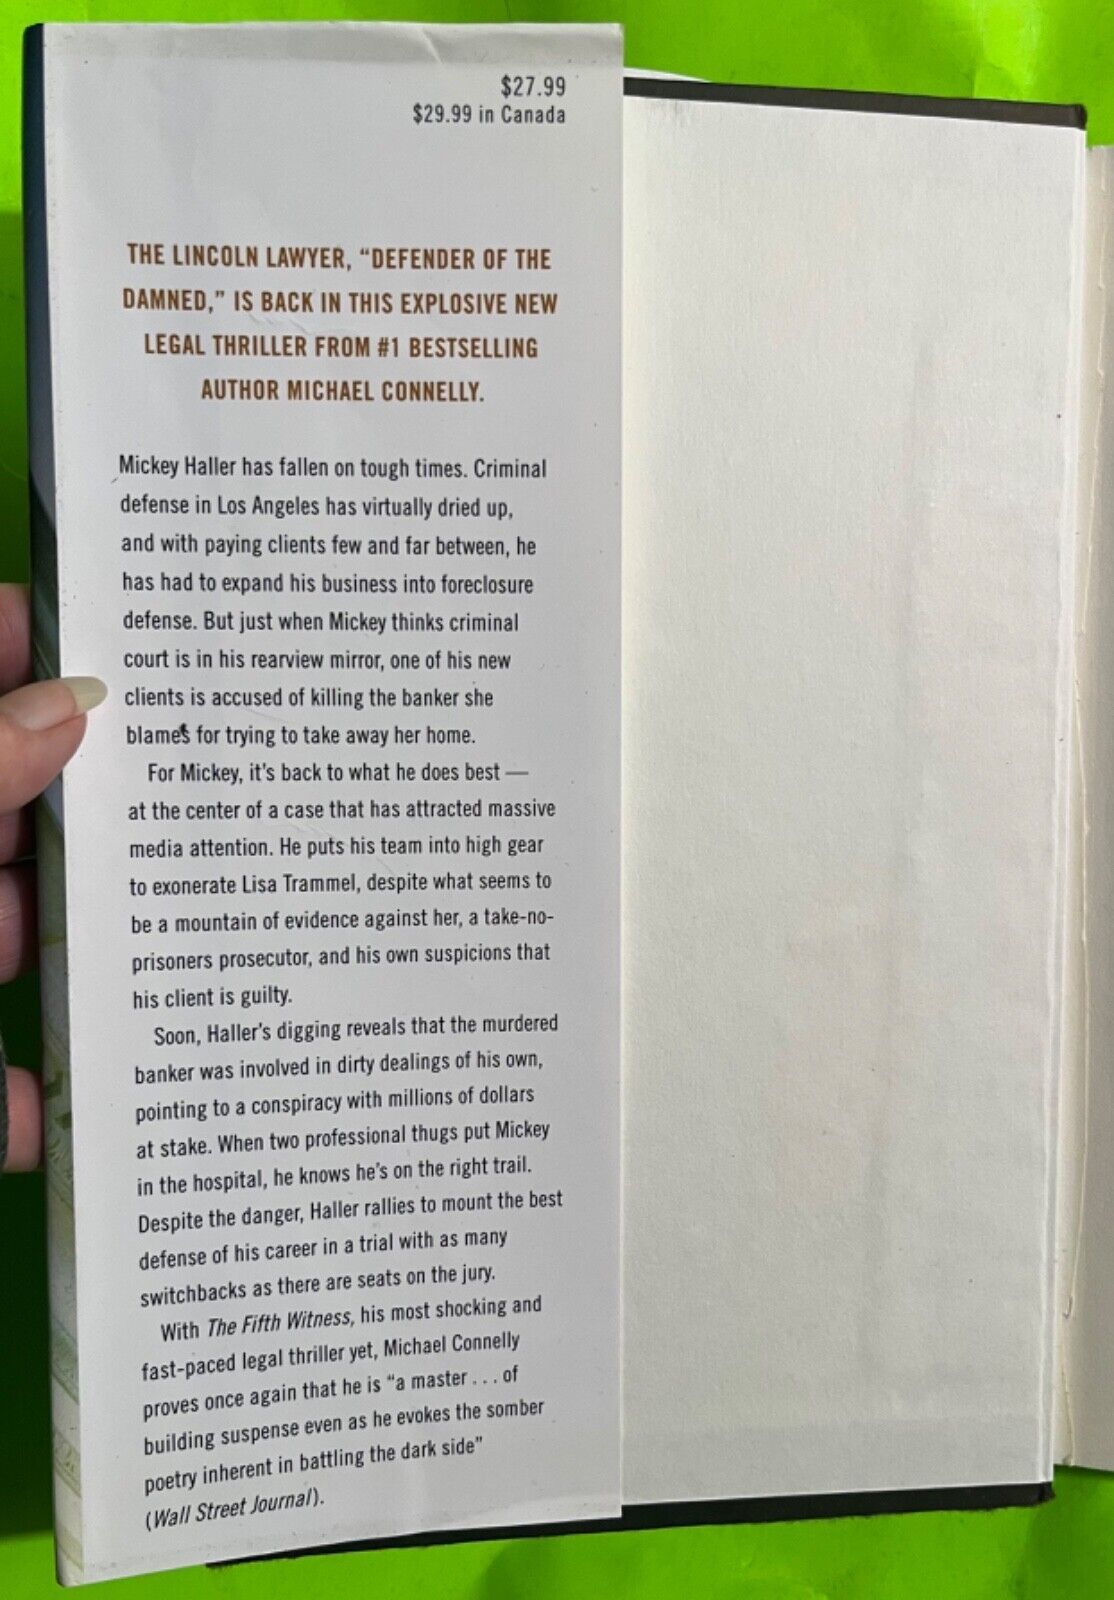 $27.99
$29.99 in Canada
THE LINCOLN LAWYER, “DEFENDER OF THE
DAMNED,” IS BACK IN THIS EXPLOSIVE NEW
LEGAL THRILLER FROM #1 BESTSELLING
AUTHOR MICHAEL CONNELLY.
Mickey Haller has fallen on tough times. Criminal
defense in Los Angeles has virtually dried up,
and with paying clients few and far between, he
has had to expand his business into foreclosure
defense. But just when Mickey thinks criminal
court is in his rearview mirror, one of his new
clients is accused of killing the banker she
blames for trying to take away her home.
For Mickey, it’s back to what he does best —
at the center of a case that has attracted massive
media attention. He puts his team into high gear
to exonerate Lisa Trammel, despite what seems to
be a mountain of evidence against her, a take-no-
prisoners prosecutor, and his own suspicions that
his client is guilty.
Soon, Haller’s digging reveals that the murdered
banker was involved in dirty dealings of his own,
pointing to a conspiracy with millions of dollars
at stake. When two professional thugs put Mickey
in the hospital, he knows he’s on the right trail.
Despite the danger, Haller rallies to mount the best
defense of his career in a trial with as many
switchbacks as there are seats on the jury.
With The Fifth Witness, his most shocking and
fast-paced legal thriller yet, Michael Connelly
proves once again that he is “a master . . . of
building suspense even as he evokes the somber
poetry inherent in battling the dark side”
(Wall Street Journal).